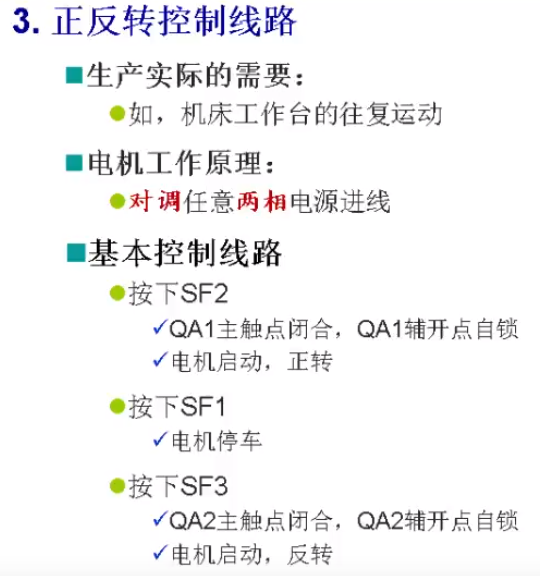 3. 正反转控制线路
生产实际的需要：
如，机床工作台的往复运动
电机工作原理：
对调任意两相电源进线
基本控制线路
按下SF2
QA1主触点闭合，QA1辅开点自锁
电机启动，正转
按下SF1
电机停车
按下SF3
QA2主触点闭合，QA2辅开点自锁
电机启动，反转